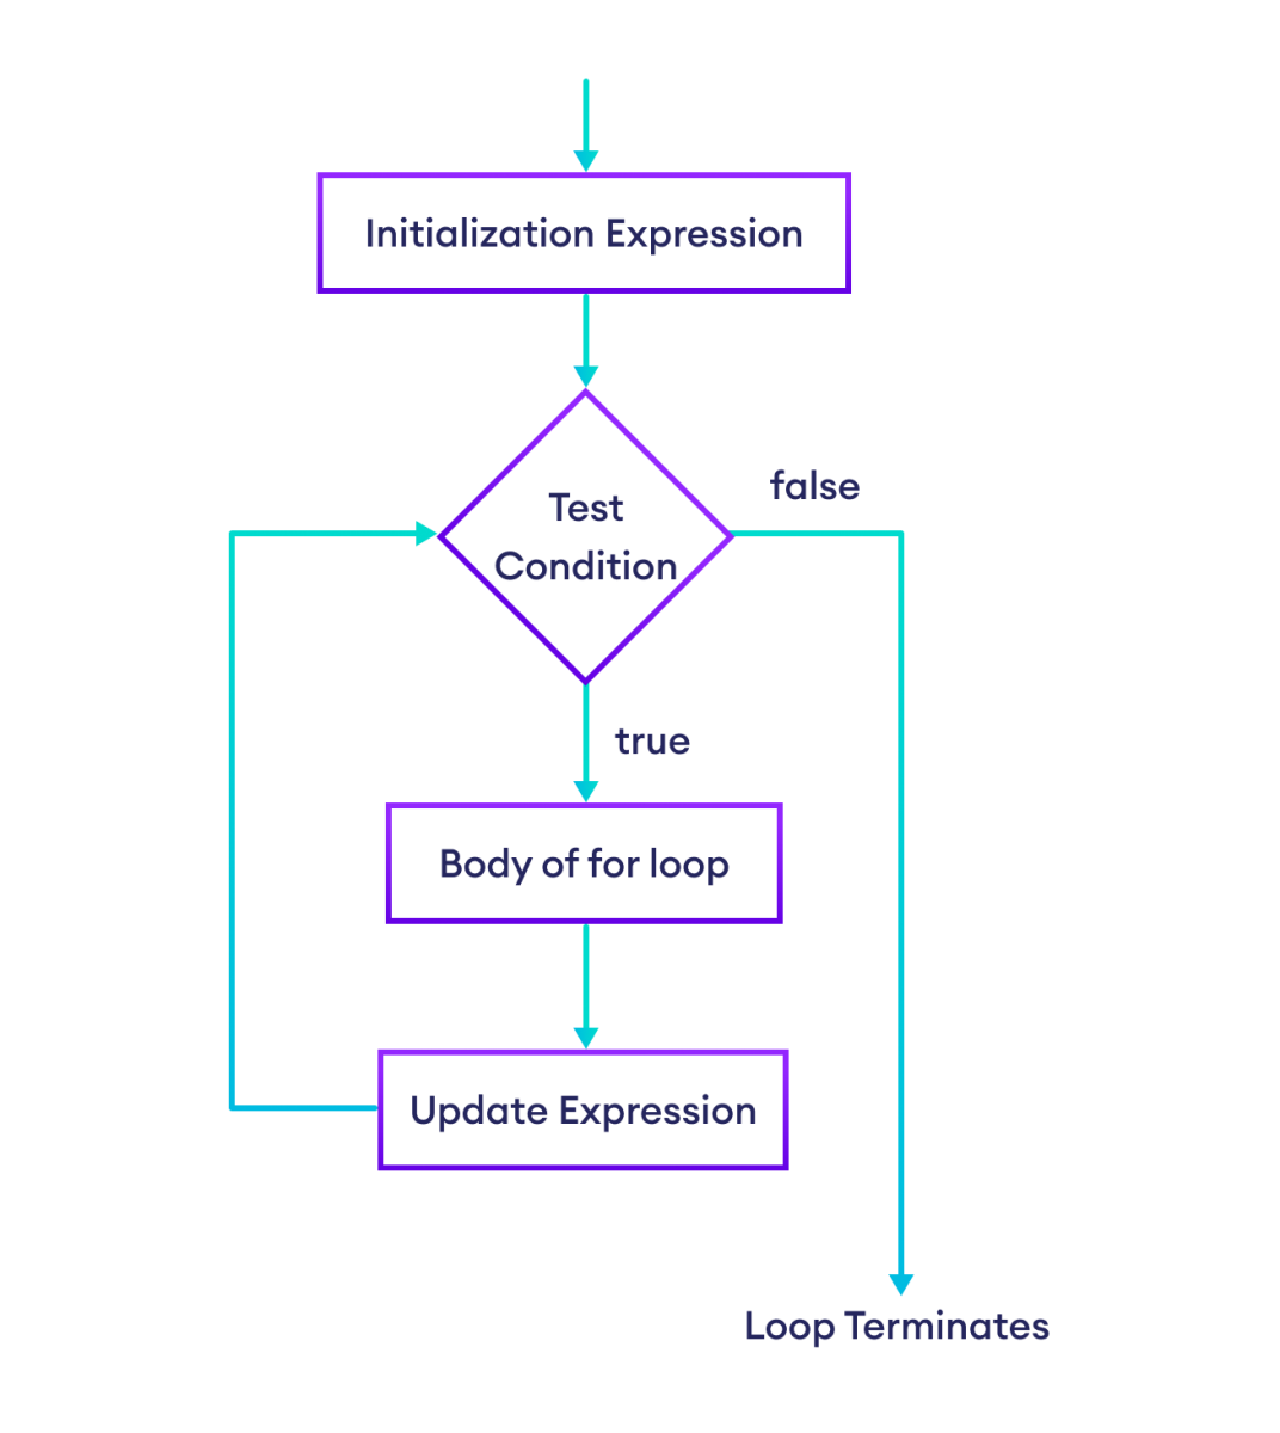 Initialization Expression
false
Test
Condition
true
Body of for loop
Update Expression
Loop Terminates